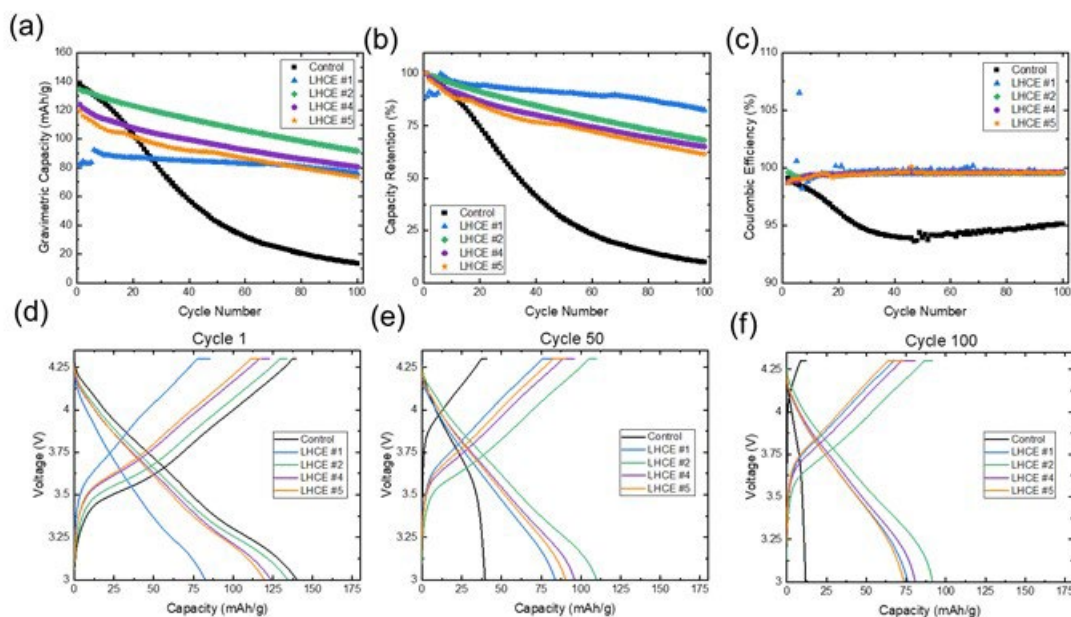 (a)
Gravimetric Capacity (mAh/g)
160
140
120
100
80
60
40
20
0
0 20 40 60 80 100
Cycle Number
Control
LHCE #1
LHCE #2
LHCE #4
LHCE #5
(b)
Capacity Retention (%)
100
75
50
25
0
0 20 40 60 80 100
Cycle Number
Control
LHCE #1
LHCE #2
LHCE #4
LHCE #5
(c)
Coulombic Efficiency (%)
110
105
100
95
90
0 20 40 60 80 100
Cycle Number
Control
LHCE #1
LHCE #2
LHCE #4
LHCE #5
(d)
Cycle 1
Voltage (V)
4.25
4
3.75
3.5
3.25
3
0 25 50 75 100 125 150 175
Capacity (mAh/g)
Control
LHCE #1
LHCE #2
LHCE #4
LHCE #5
(e)
Cycle 50
Voltage (V)
4.25
4
3.75
3.5
3.25
3
0 25 50 75 100 125 150 175
Capacity (mAh/g)
Control
LHCE #1
LHCE #2
LHCE #4
LHCE #5
(f)
Cycle 100
Voltage (V)
4.25
4
3.75
3.5
3.25
3
0 25 50 75 100 125 150 175
Capacity (mAh/g)
Control
LHCE #1
LHCE #2
LHCE #4
LHCE #5